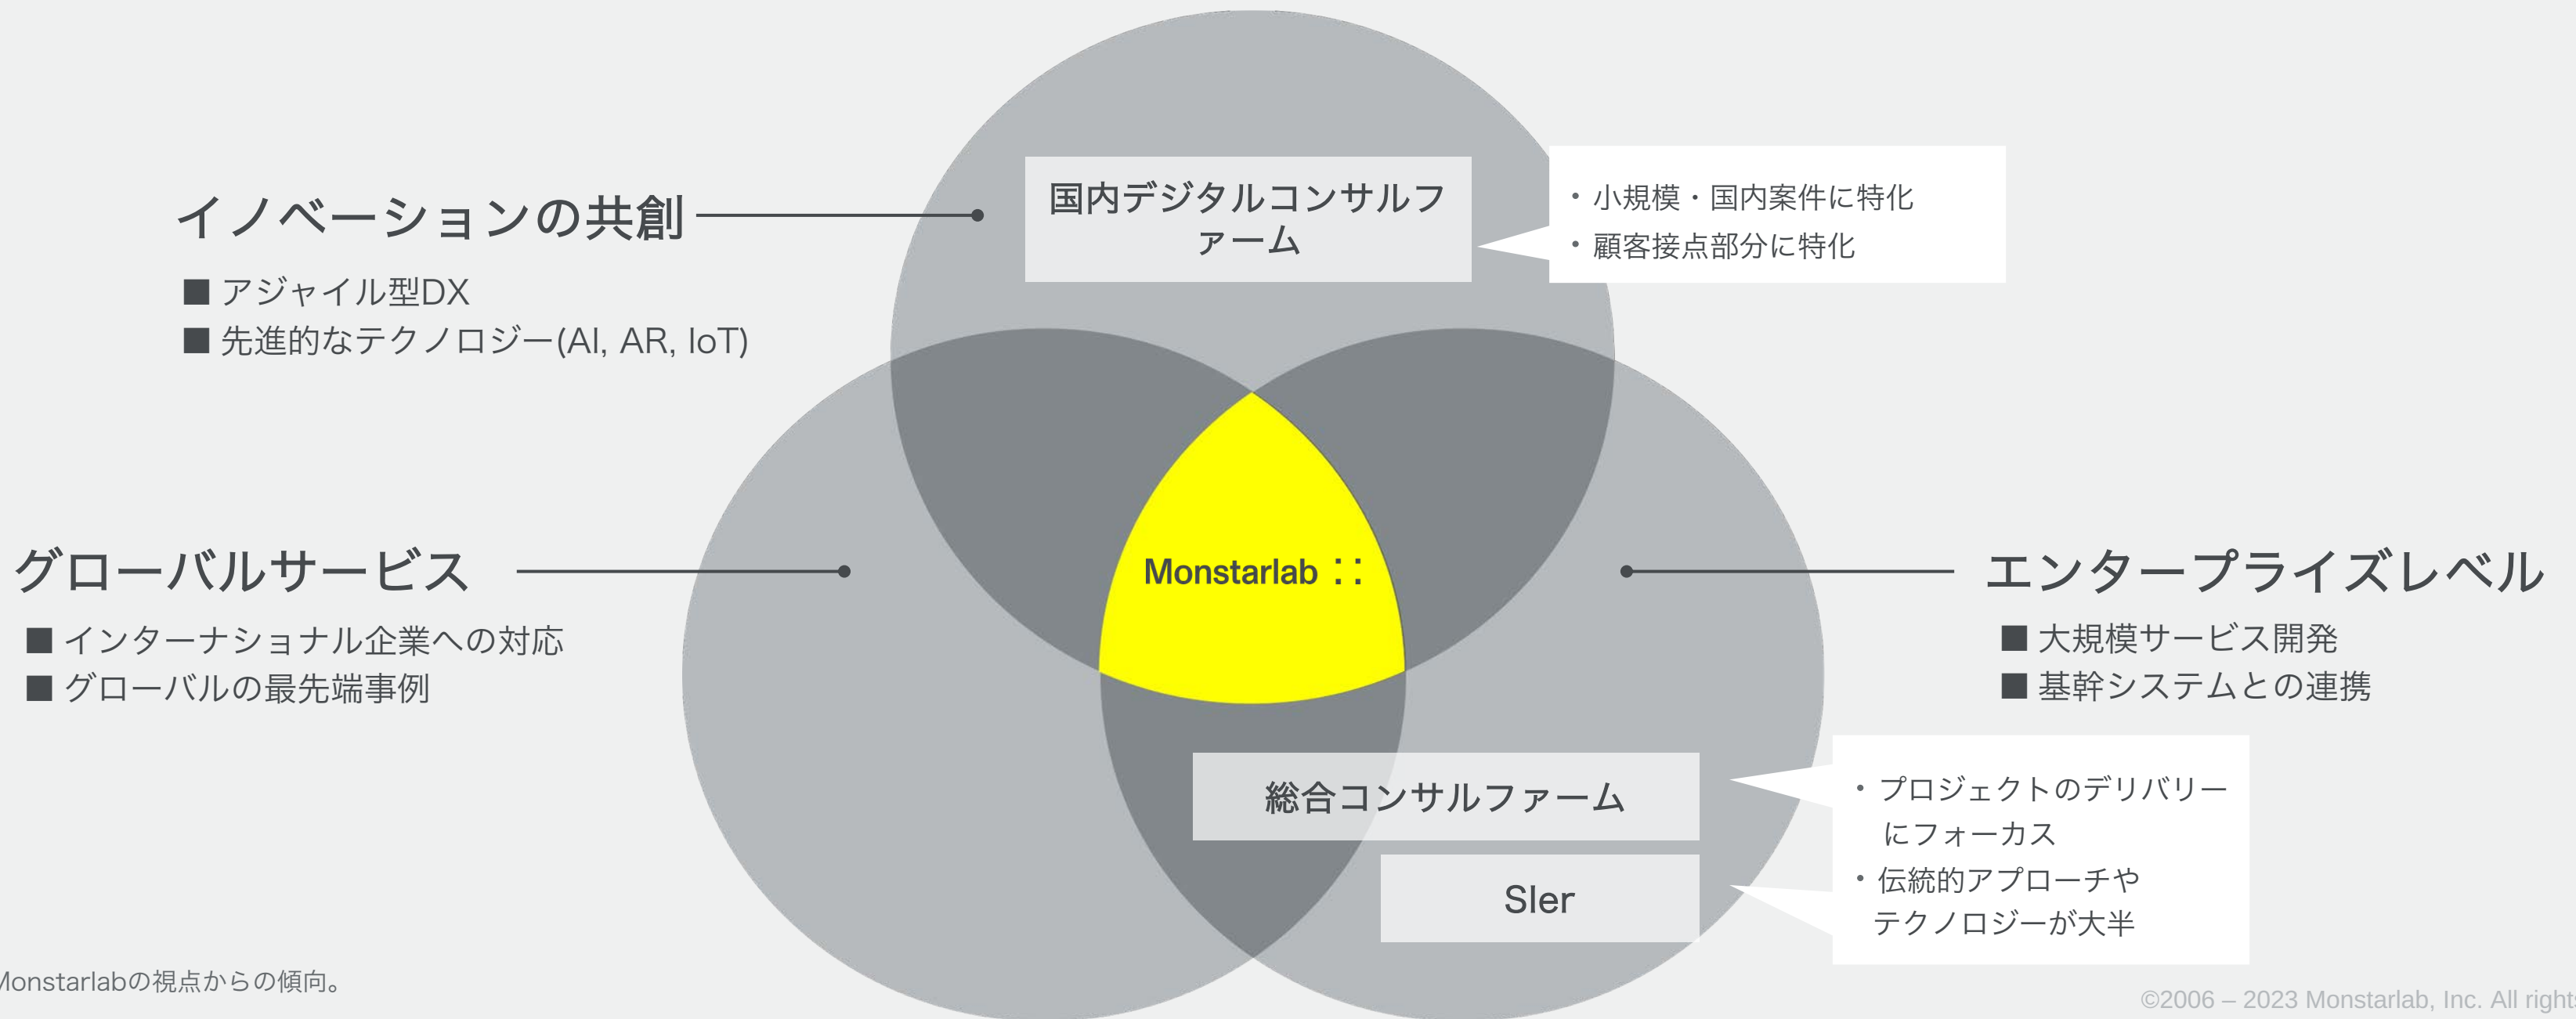 国内デジタルコンサルフ
ァーム
・小規模・国内案件に特化
・顧客接点部分に特化
イノベーションの共創
■ アジャイル型DX
■ 先進的なテクノロジー(AI, AR, IoT)
グローバルサービス
■ インターナショナル企業への対応
■ グローバルの最先端事例
Monstarlab
エンタープライズレベル
■ 大規模サービス開発
■ 基幹システムとの連携
総合コンサルファーム
SIer
・プロジェクトのデリバリー
にフォーカス
・伝統的アプローチや
テクノロジーが大半
Monstarlabの視点からの傾向。
©2006 – 2023 Monstarlab, Inc. All rights